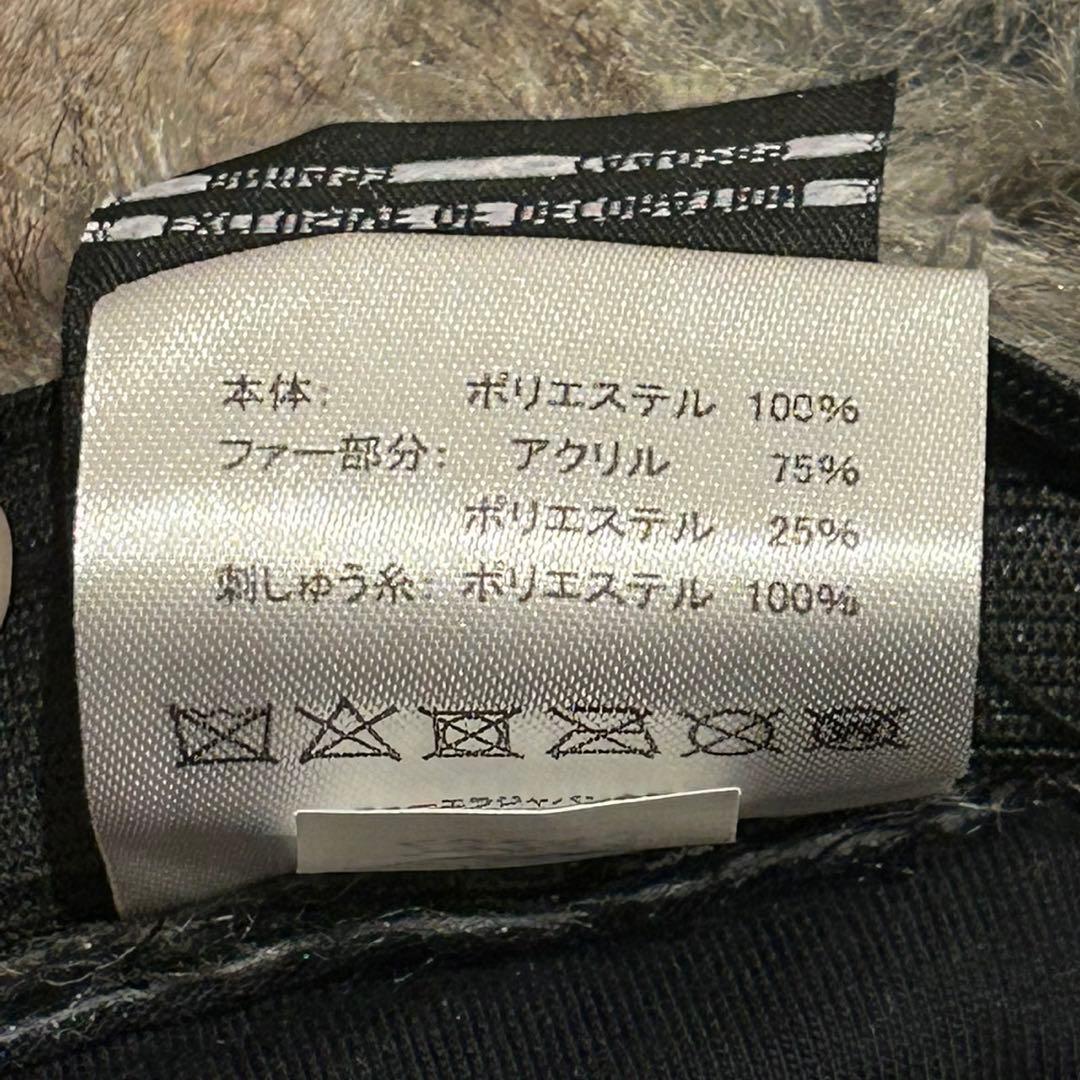 本体: ポリエステル 100%
ファー部分: アクリル 75%
ポリエステル 25%
刺しゅう糸: ポリエステル 100%